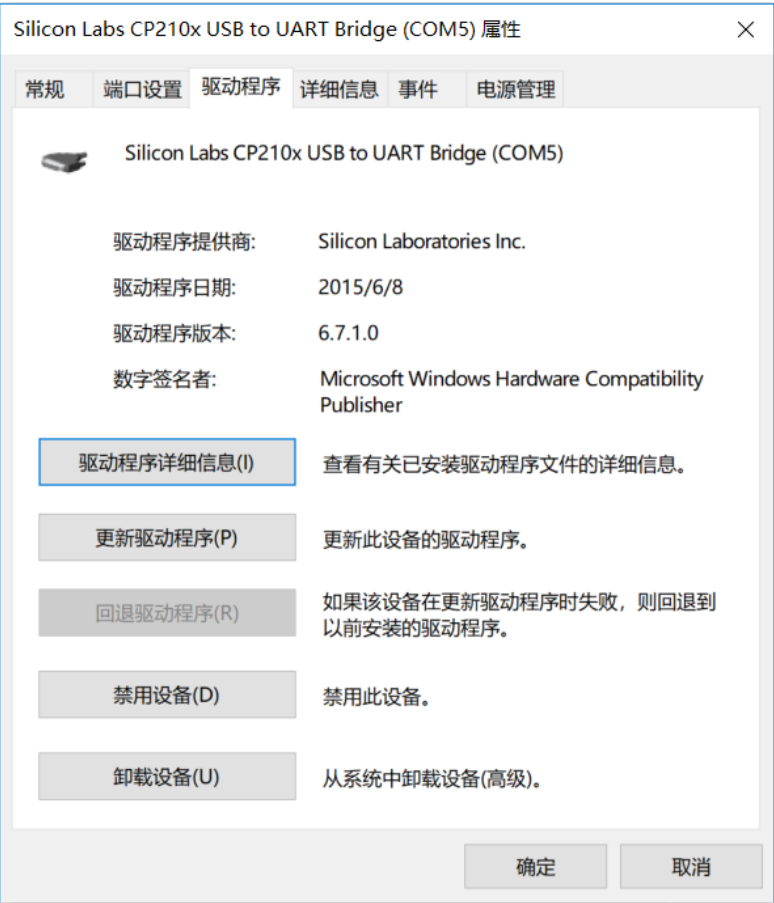 Silicon Labs CP210x USB to UART Bridge (COM5) 属性
常规 端口设置 驱动程序 详细信息 事件 电源管理
Silicon Labs CP210x USB to UART Bridge (COM5)
驱动程序提供商: Silicon Laboratories Inc.
驱动程序日期: 2015/6/8
驱动程序版本: 6.7.1.0
数字签名者: Microsoft Windows Hardware Compatibility
Publisher
驱动程序详细信息(I) 查看有关已安装驱动程序文件的详细信息。
更新驱动程序(P) 更新此设备的驱动程序。
回退驱动程序(R) 如果该设备在更新驱动程序时失败，则回退到
以前安装的驱动程序。
禁用设备(D) 禁用此设备。
卸载设备(U) 从系统中卸载设备(高级)。
确定 取消